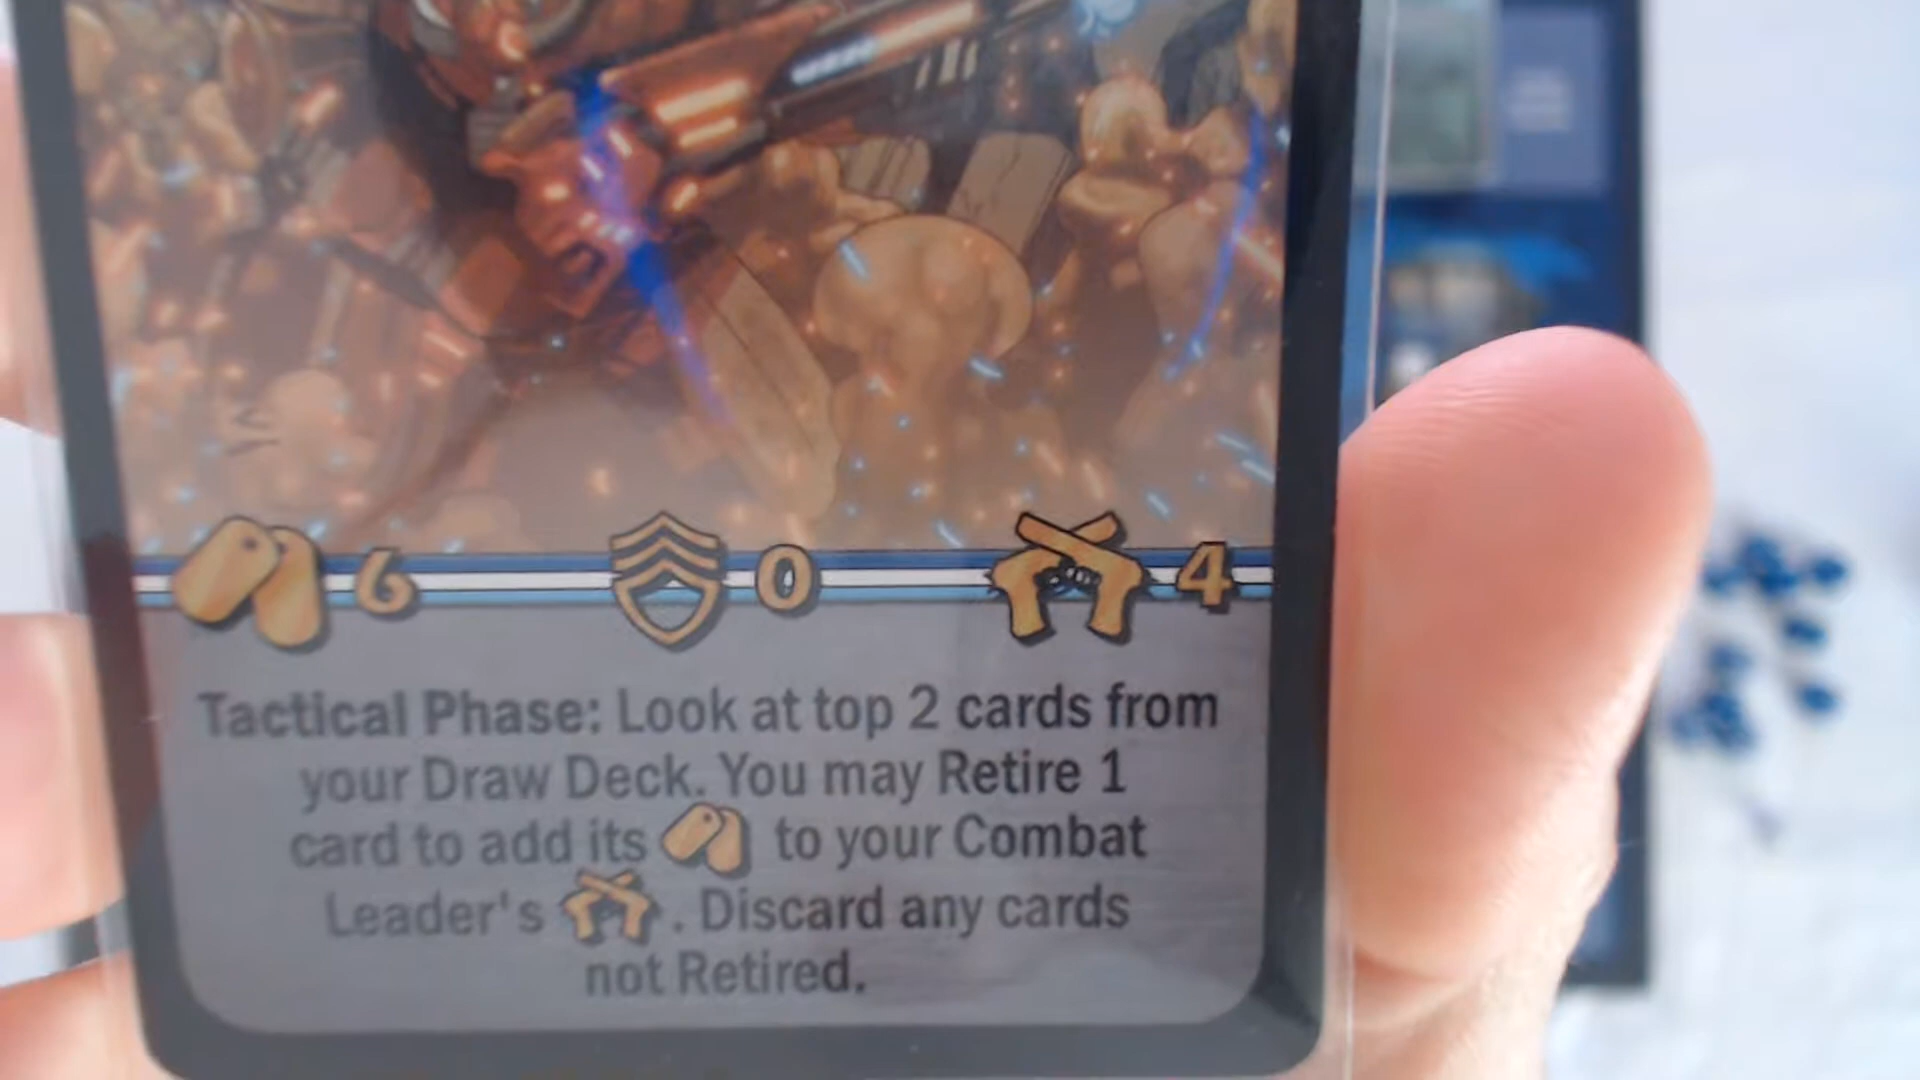 6 0 4
Tactical Phase: Look at top 2 cards from
your Draw Deck. You may Retire 1
card to add its to your Combat
Leader's . Discard any cards
not Retired.